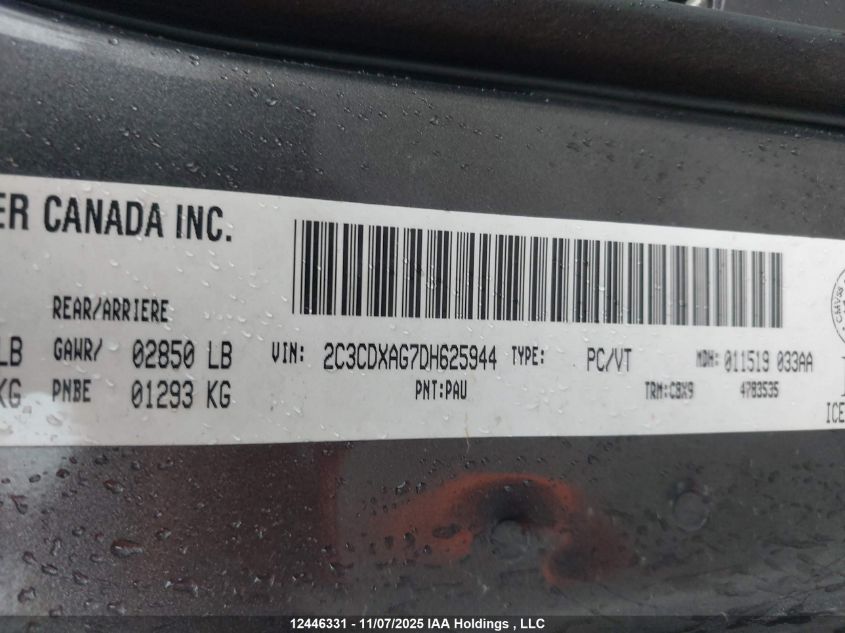 ER CANADA INC.
REAR/ARRIERE
LB GAWR/ 02850 LB VIN: 2C3CDXAG7DH625944 TYPE: PC/VT MDH: 011519 033AA
KG PNBE 01293 KG PNT:PAU TRM:CBX9 4783535
ICE
12446331 - 11/07/2025 IAA Holdings , LLC